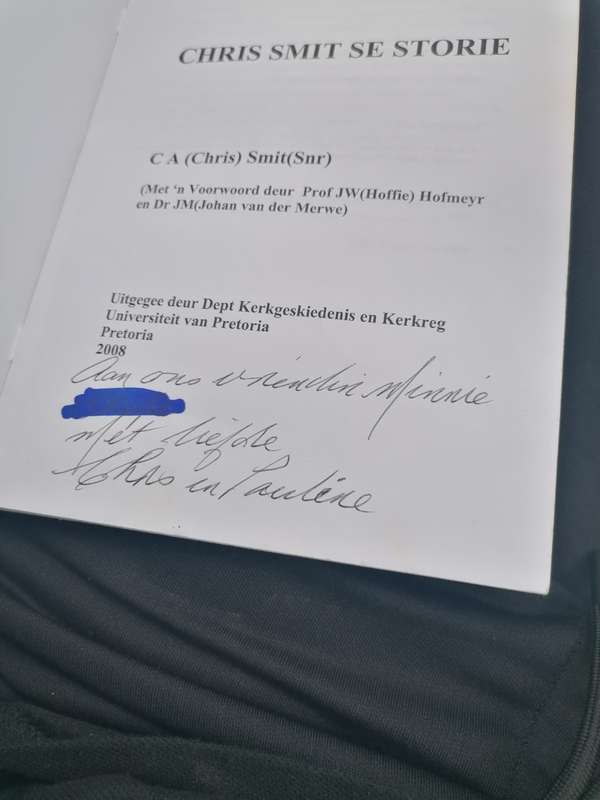 CHRIS SMIT SE STORIE
C A (Chris) Smit(Snr)
(Met 'n Voorwoord deur Prof JW(Hoffie) Hofmeyr
en Dr JM(Johan van der Merwe)
Uitgegee deur Dept Kerkgeskiedenis en Kerkreg
Universiteit van Pretoria
Pretoria
2008
Aan ons vriendin Minnie
Met liefde
Chris en Pauline